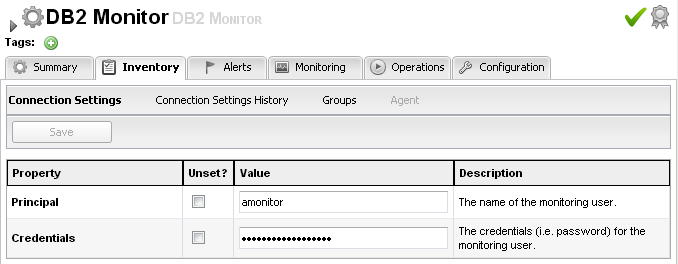 DB2 Monitor DB2 Monitor
Tags:
Summary Inventory Alerts Monitoring Operations Configuration
Connection Settings Connection Settings History Groups Agent
Save
Property Unset? Value Description
Principal amonitor The name of the monitoring user.
Credentials •••••••••••••••••• The credentials (i.e. password) for the
monitoring user.